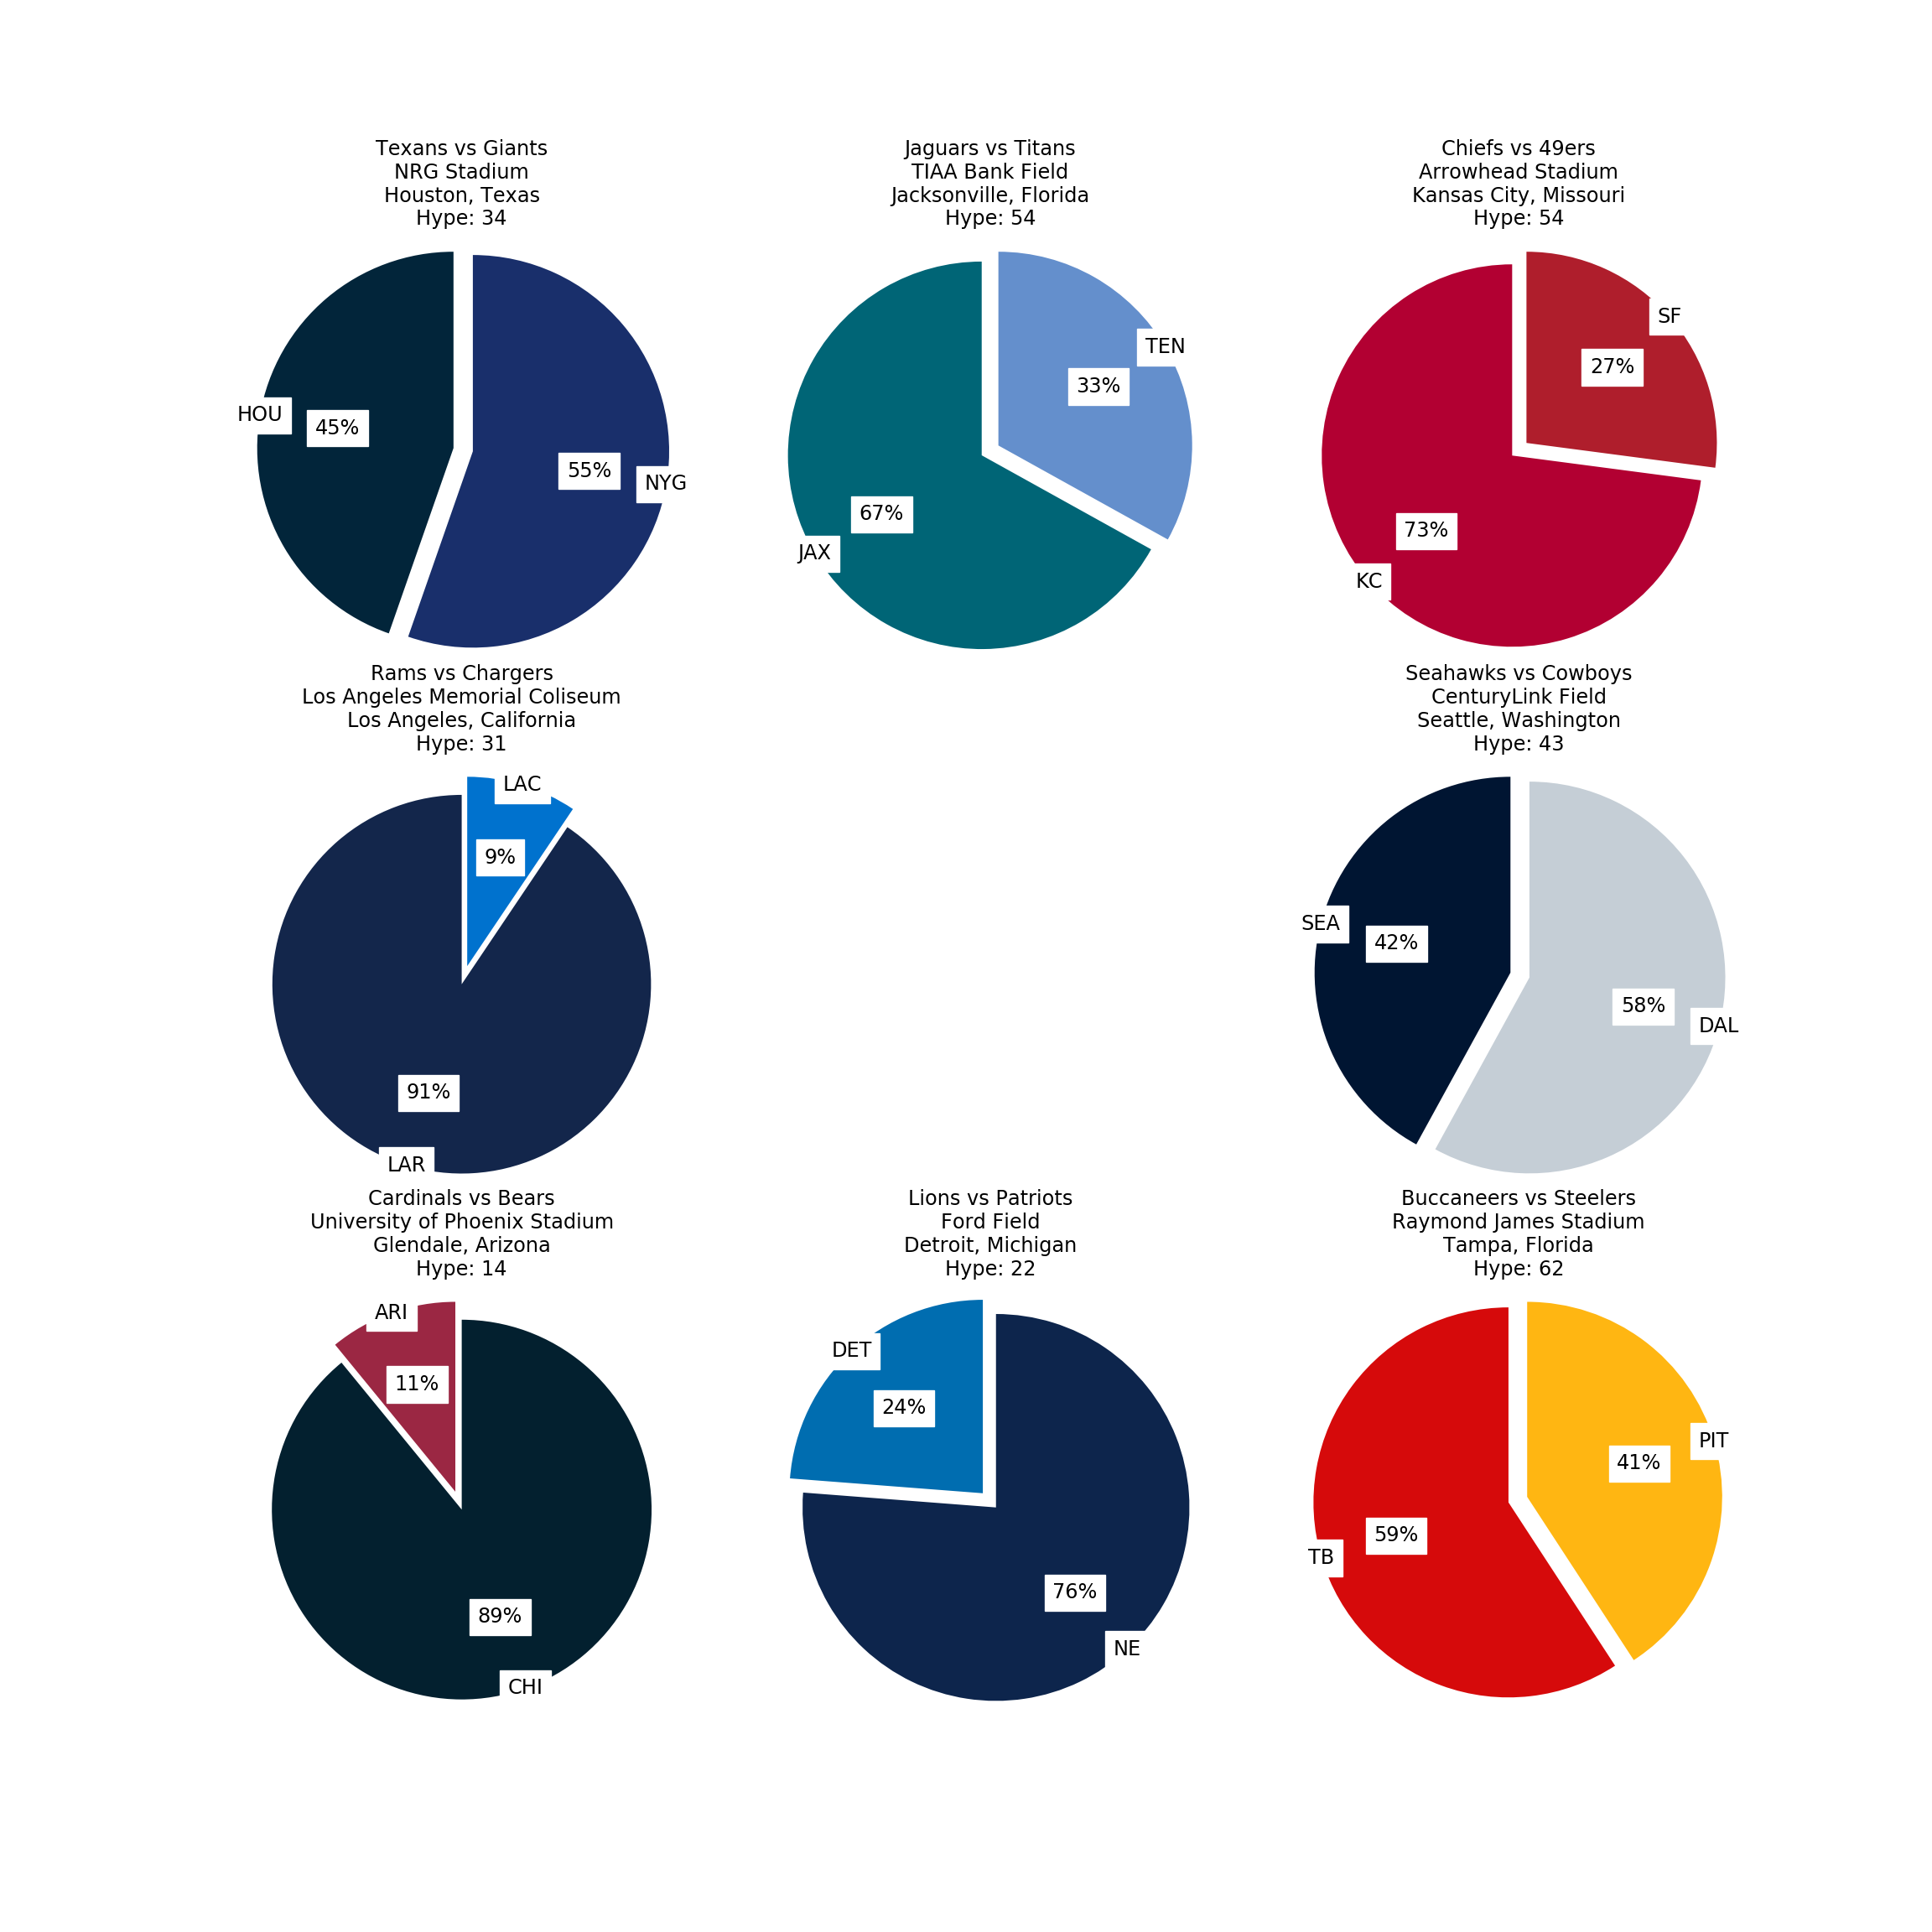 Texans vs Giants
NRG Stadium
Houston, Texas
Hype: 34
HOU
45%
55%
NYG
Jaguars vs Titans
TIAA Bank Field
Jacksonville, Florida
Hype: 54
TEN
33%
67%
JAX
Chiefs vs 49ers
Arrowhead Stadium
Kansas City, Missouri
Hype: 54
SF
27%
73%
KC
Rams vs Chargers
Los Angeles Memorial Coliseum
Los Angeles, California
Hype: 31
LAC
9%
91%
LAR
Seahawks vs Cowboys
CenturyLink Field
Seattle, Washington
Hype: 43
SEA
42%
58%
DAL
Cardinals vs Bears
University of Phoenix Stadium
Glendale, Arizona
Hype: 14
ARI
11%
89%
CHI
Lions vs Patriots
Ford Field
Detroit, Michigan
Hype: 22
DET
24%
76%
NE
Buccaneers vs Steelers
Raymond James Stadium
Tampa, Florida
Hype: 62
PIT
41%
59%
TB